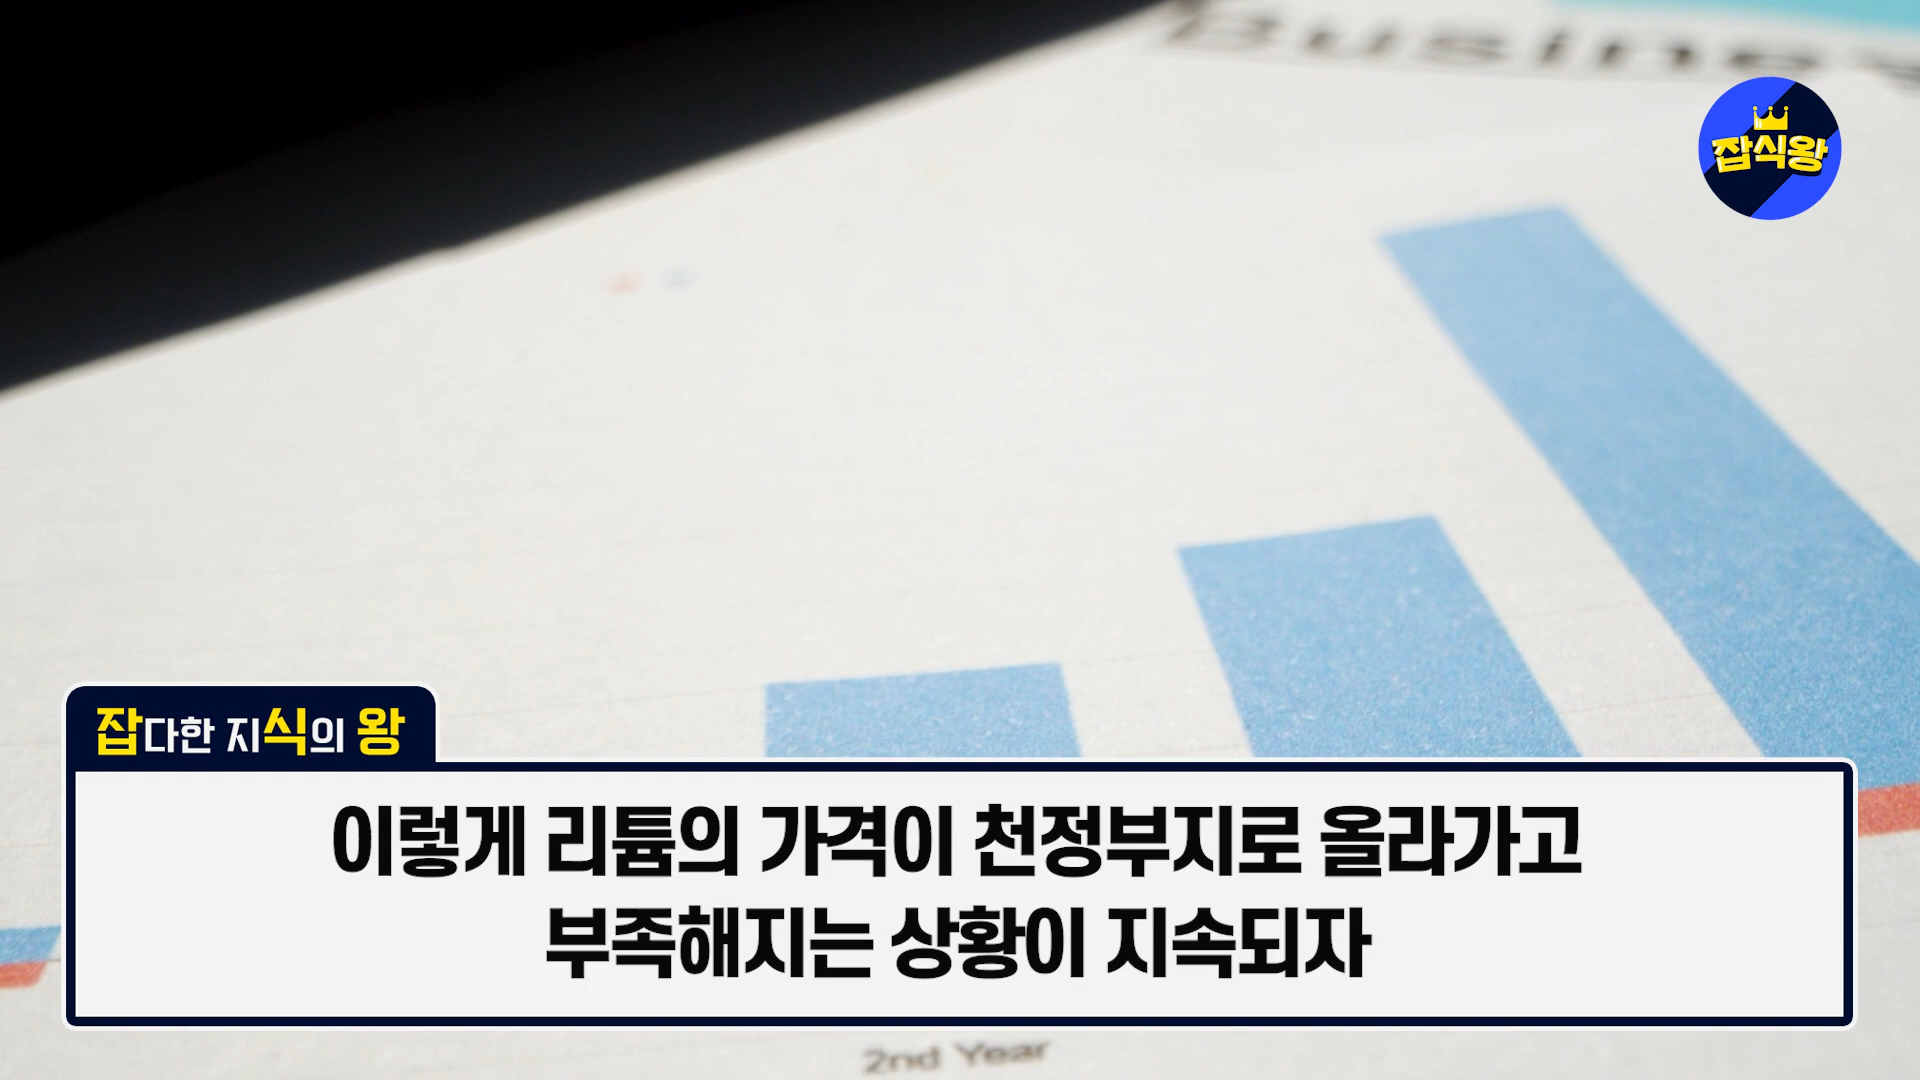 잡식왕
잡다한 지식의 왕
이렇게 리튬의 가격이 천정부지로 올라가고
부족해지는 상황이 지속되자
2nd Year